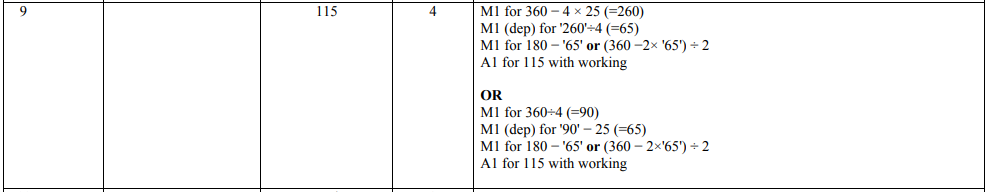 9 115 4 M1 for 360 – 4 × 25 (=260)
M1 (dep) for '260'÷4 (=65)
M1 for 180 – '65' or (360 –2× '65') ÷ 2
A1 for 115 with working
OR
M1 for 360÷4 (=90)
M1 (dep) for '90' – 25 (=65)
M1 for 180 – '65' or (360 – 2×'65') ÷ 2
A1 for 115 with working